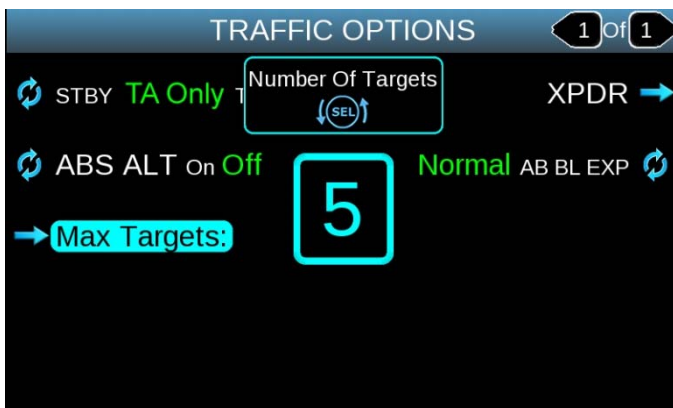 TRAFFIC OPTIONS 1 Of 1
STBY TA Only
Number Of Targets
SEL
XPDR
ABS ALT On Off
Normal AB BL EXP
5
Max Targets: